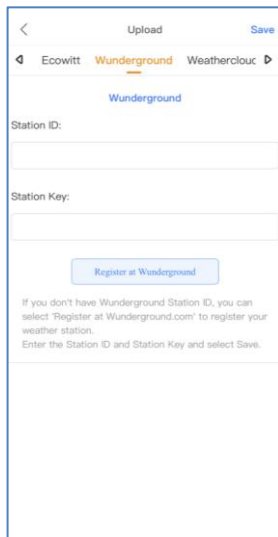 Upload
Save
Ecowitt Wunderground Weathercloud
Wunderground
Station ID:
Station Key:
Register at Wunderground
If you don't have Wunderground Station ID, you can
select 'Register at Wunderground.com' to register your
weather station.
Enter the Station ID and Station Key and select Save.